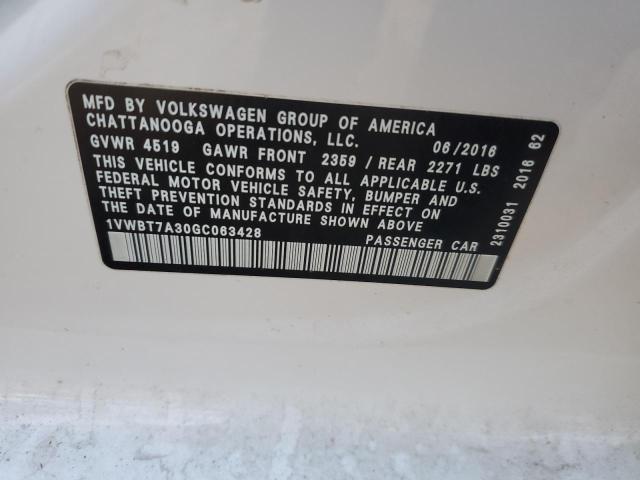 MFD BY VOLKSWAGEN GROUP OF AMERICA
CHATTANOOGA OPERATIONS, LLC. 06/2016
GVWR 4519 GAWR FRONT 2359 / REAR 2271 LBS
THIS VEHICLE CONFORMS TO ALL APPLICABLE U.S.
FEDERAL MOTOR VEHICLE SAFETY, BUMPER AND
THEFT PREVENTION STANDARDS IN EFFECT ON
THE DATE OF MANUFACTURE SHOWN ABOVE
1VWBT7A30GC063428 PASSENGER CAR
2310031 2016 62